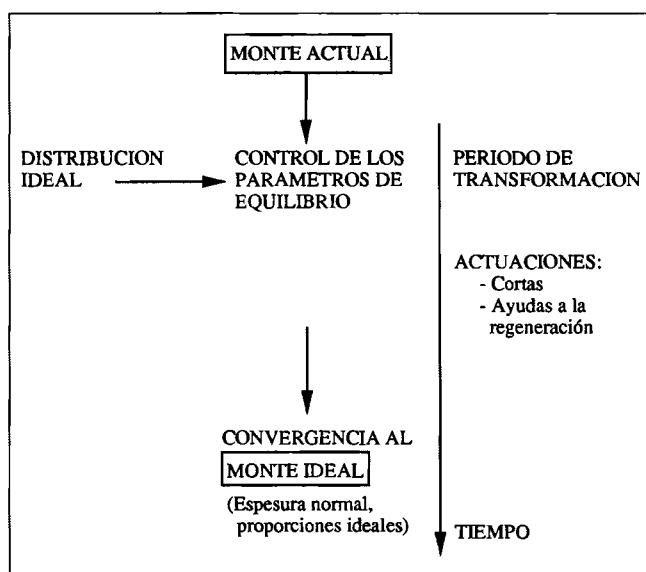 MONTE ACTUAL
DISTRIBUCION
IDEAL
CONTROL DE LOS
PARAMETROS DE
EQUILIBRIO
PERIODO DE
TRANSFORMACION
ACTUACIONES:
- Cortas
- Ayudas a la
regeneración
CONVERGENCIA AL
MONTE IDEAL
(Espesura normal,
proporciones ideales)
TIEMPO